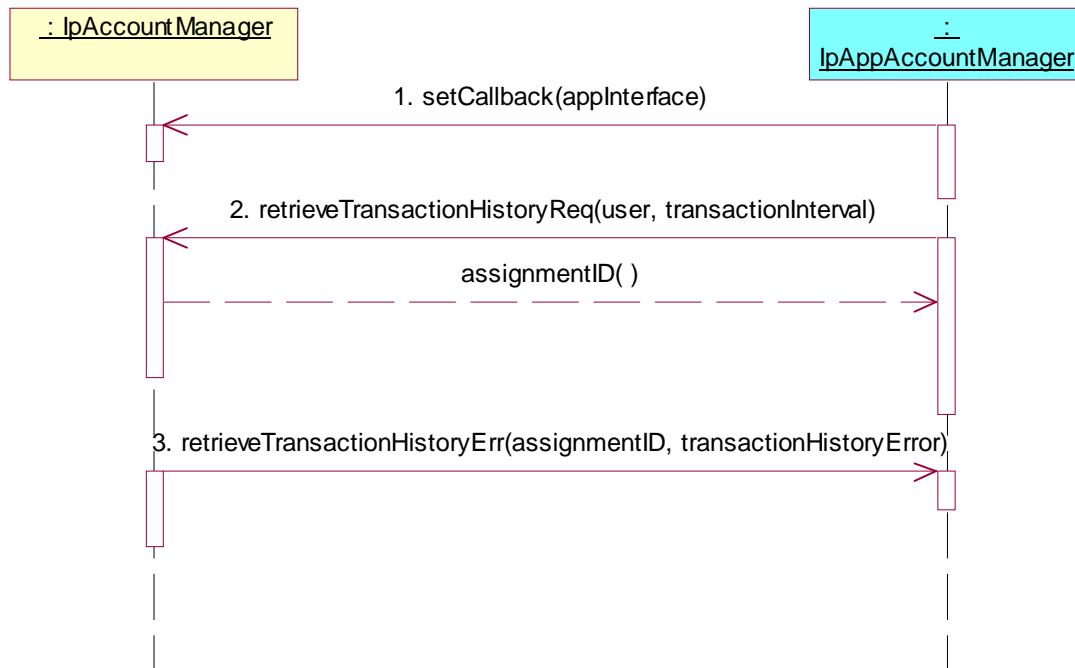 : IpAccountManager
:
IpAppAccountManager
1. setCallback(appInterface)
2. retrieveTransactionHistoryReq(user, transactionInterval)
assignmentID( )
3. retrieveTransactionHistoryErr(assignmentID, transactionHistoryError)